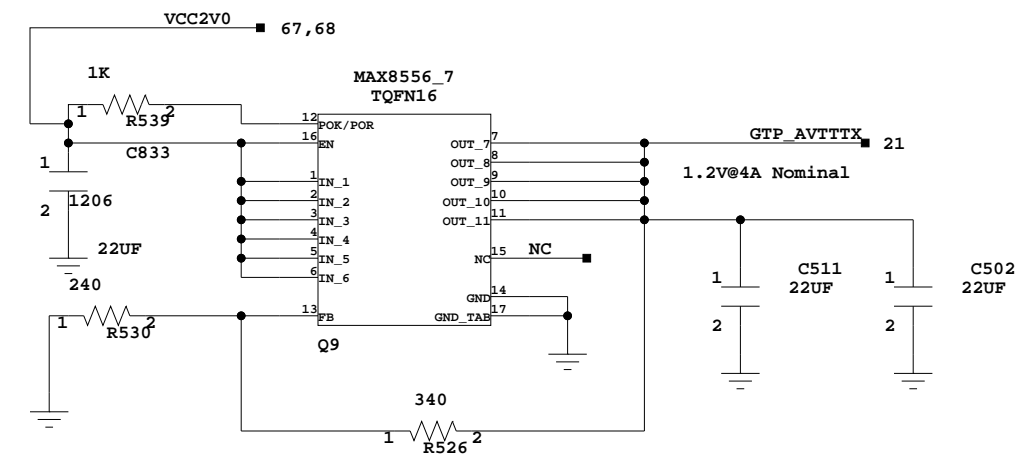 VCC2V0
67,68
1K
MAX8556_7
TQFN16
1
2
R539
12
POK/POR
16
EN
7
OUT_7
GTP_AVTTTX
21
C833
8
OUT_8
1
1
IN_1
9
OUT_9
1.2V@4A Nominal
1206
2
IN_2
10
OUT_10
2
3
IN_3
11
OUT_11
4
IN_4
22UF
5
IN_5
15
NC
NC
C511
C502
6
IN_6
1
22UF
1
22UF
240
14
GND
1
2
R530
13
FB
17
GND_TAB
2
2
Q9
340
1
2
R526